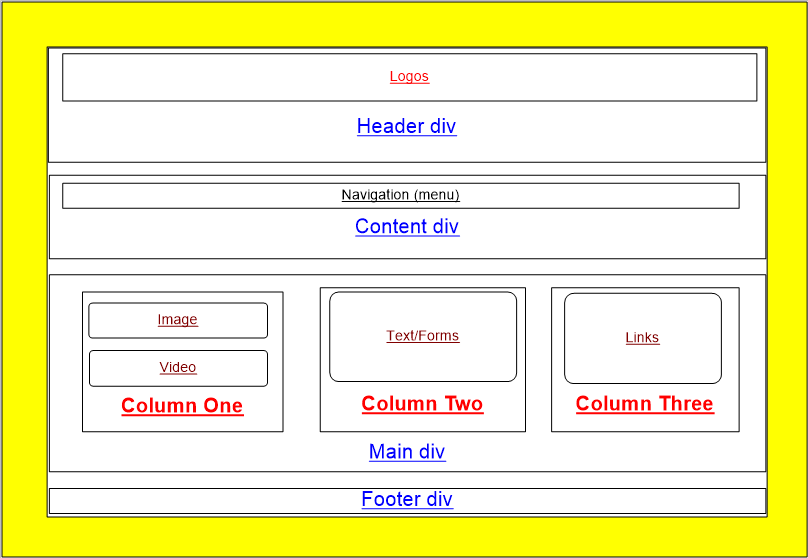 Logos
Header div
Navigation (menu)
Content div
Image
Video
Column One
Text/Forms
Column Two
Links
Column Three
Main div
Footer div